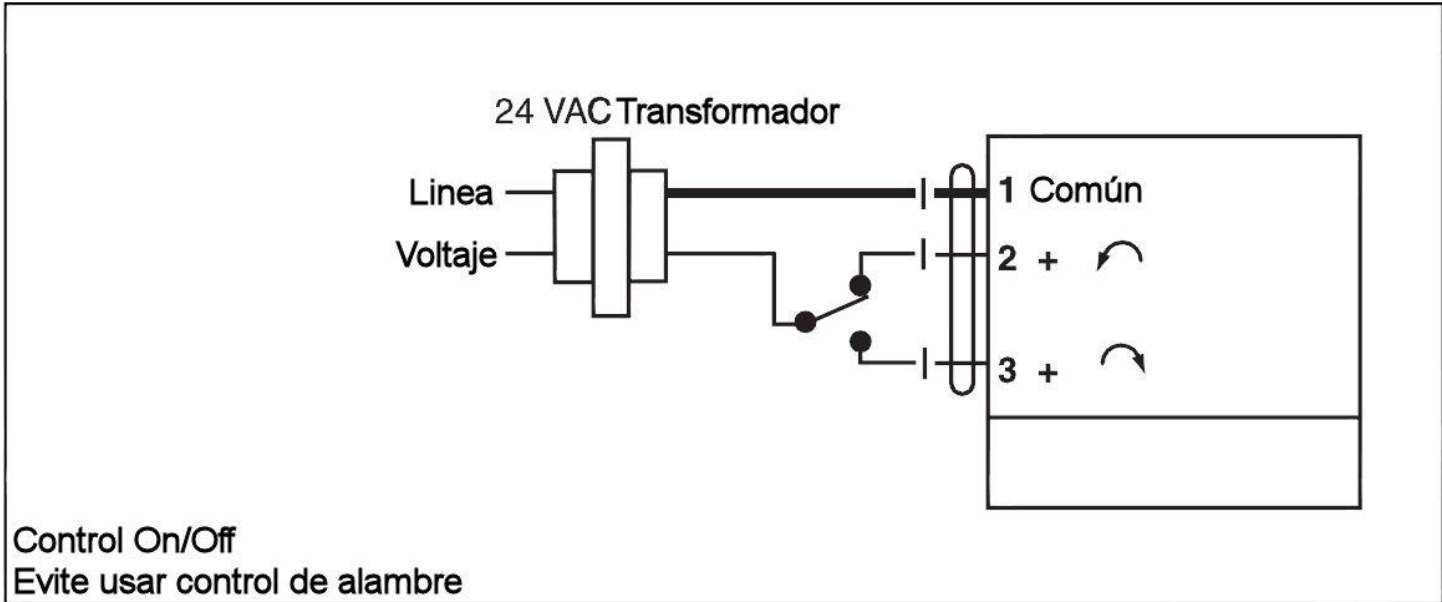 24 VAC Transformador
Linea
Voltaje
1 Común
2 +
3 +
Control On/Off
Evite usar control de alambre